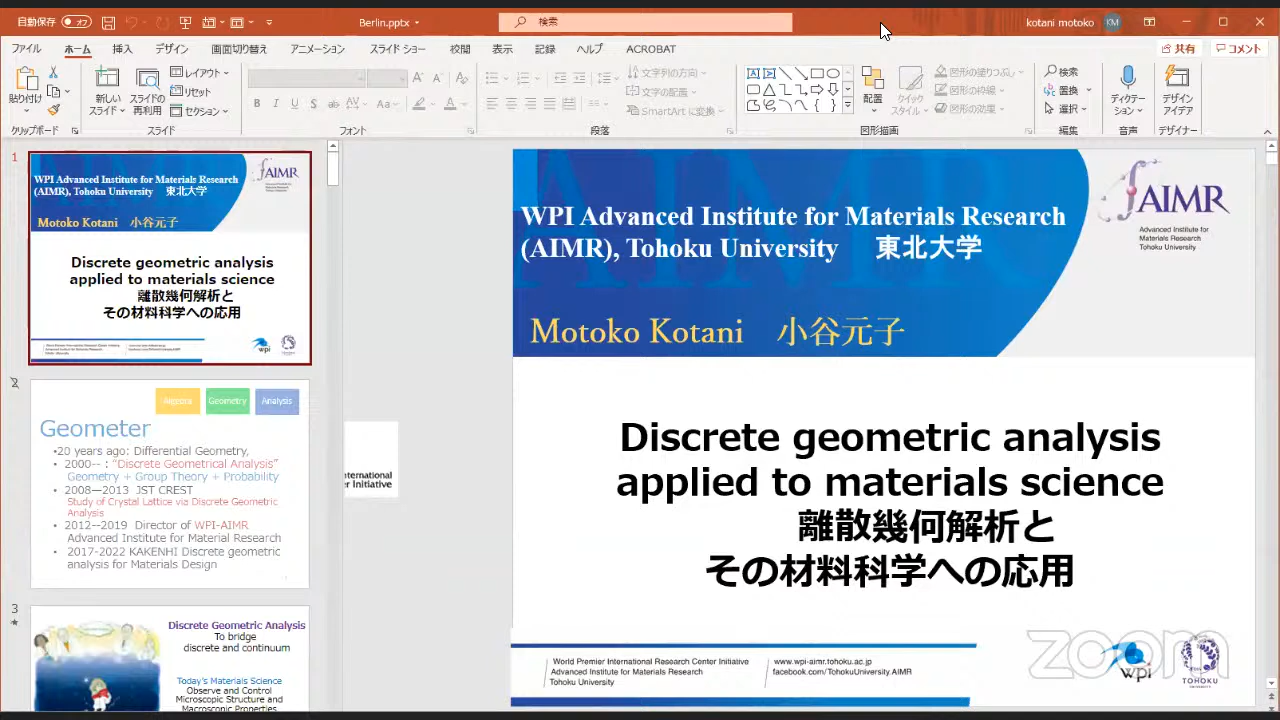 自動保存
オフ
Berlin.pptx
検索
kotani motoko
KM
ファイル ホーム 挿入 デザイン 画面切り替え アニメーション スライド ショー 校閲 表示 記録 ヘルプ ACROBAT
共有
コメント
貼り付け
クリップボード
新しい
スライド
スライドの
再利用
レイアウト
リセット
セクション
スライド
B I U S ab AV Aa A
フォント
文字列の方向
文字の配置
SmartArt に変換
段落
配置
クイック
スタイル
図形の塗りつぶし
図形の枠線
図形の効果
図形描画
検索
置換
選択
編集
ディクテー
ション
音声
デザイン
アイデア
デザイナー
1
WPI Advanced Institute for Materials Research
(AIMR), Tohoku University 東北大学
AIMR
Motoko Kotani 小谷元子
Discrete geometric analysis
applied to materials science
離散幾何解析と
その材料科学への応用
wpi
2
Algebra
Geometry
Analysis
Geometer
•20 years ago: Differential Geometry,
• 2000-- : “Discrete Geometrical Analysis”
Geometry + Group Theory + Probability
• 2008—2013 JST CREST
Study of Crystal Lattice via Discrete Geometric
Analysis
• 2012--2019 Director of WPI-AIMR
Advanced Institute for Material Research
• 2017-2022 KAKENHI Discrete geometric
analysis for Materials Design
3
Discrete Geometric Analysis
To bridge
discrete and continuum
Today's Materials Science
Observe and Control
Microscopic Structure and
Macroscopic Properties
nternational
r Initiative
WPI Advanced Institute for Materials Research
(AIMR), Tohoku University 東北大学
AIMR
Advanced Institute for
Materials Research
Tohoku University
Motoko Kotani 小谷元子
Discrete geometric analysis
applied to materials science
離散幾何解析と
その材料科学への応用
World Premier International Research Center Initiative
Advanced Institute for Materials Research
Tohoku University
www.wpi-aimr.tohoku.ac.jp
facebook.com/TohokuUniversity.AIMR
zoom
wpi
TOHOKU
UNIVERSITY